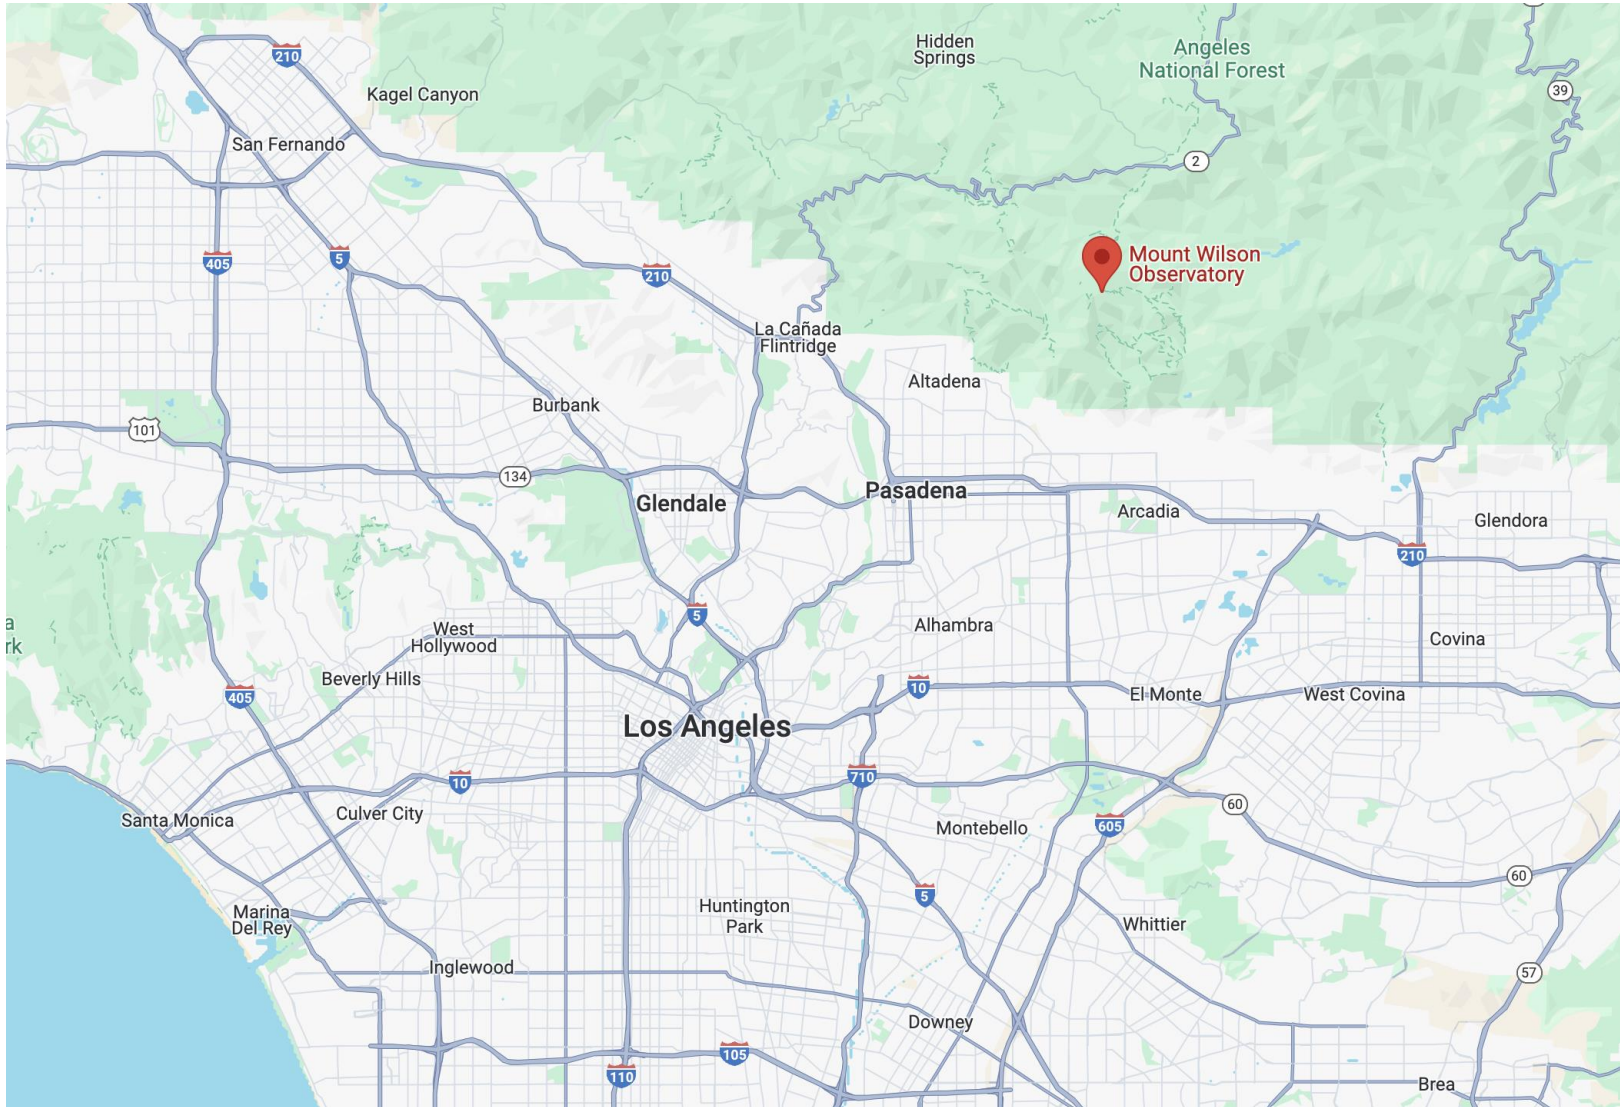 Hidden
Springs
Angeles
National Forest
210
Kagel Canyon
39
San Fernando
2
405
5
210
Mount Wilson
Observatory
La Cañada
Flintridge
Altadena
Burbank
101
134
Glendale
Pasadena
Arcadia
Glendora
210
5
a
rk
West
Hollywood
Alhambra
Covina
Beverly Hills
405
10
El Monte
West Covina
Los Angeles
10
710
60
Santa Monica
Culver City
Montebello
605
60
5
Huntington
Park
Marina
Del Rey
Whittier
Inglewood
57
Downey
105
110
Brea